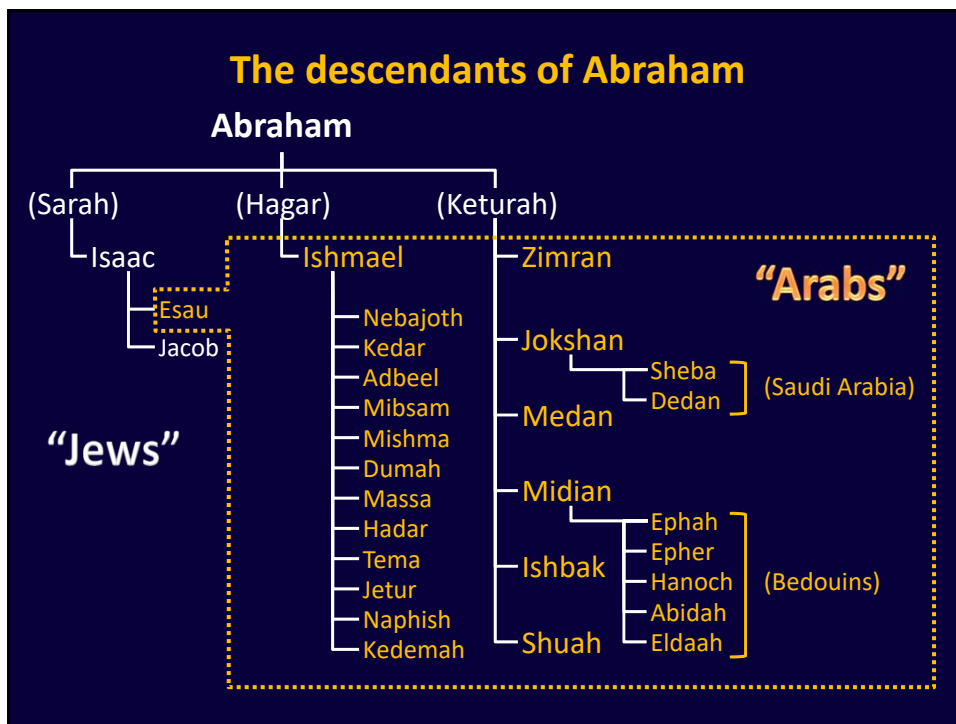 The descendants of Abraham
Abraham
(Sarah)
(Hagar)
(Keturah)
Isaac
Esau
Jacob
“Jews”
Ishmael
Nebajoth
Kedar
Adbeel
Mibsam
Mishma
Dumah
Massa
Hadar
Tema
Jetur
Naphish
Kedemah
Zimran
Jokshan
Sheba
Dedan
(Saudi Arabia)
Medan
Midian
Ephah
Epher
Hanoch
Abidah
Eldaah
(Bedouins)
Ishbak
Shuah
“Arabs”